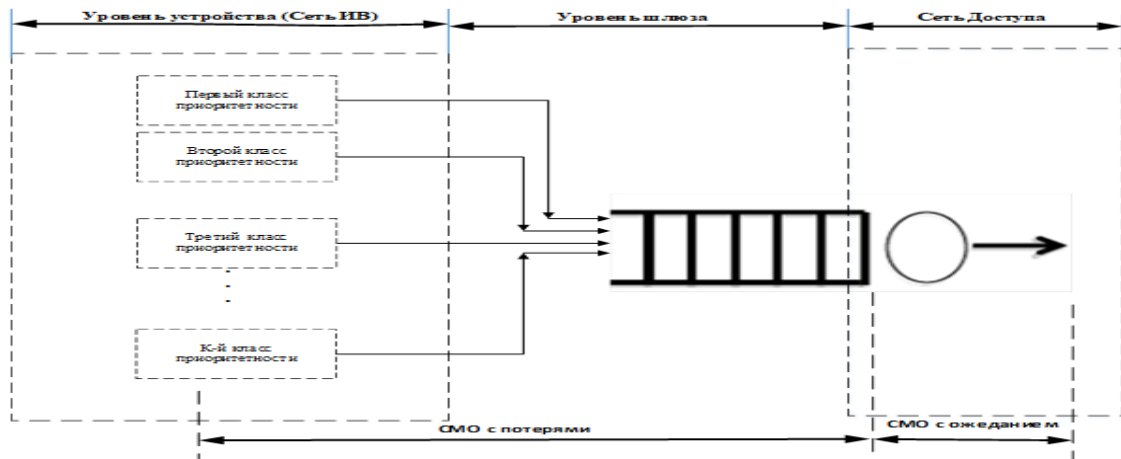 Уровень устройства (Сеть ИВ)
Уровень шлюза
Сеть Доступа
Первый класс
приоритетности
Второй класс
приоритетности
Третий класс
приоритетности
К-й класс
приоритетности
СМО с потерями
СМО с ожеданием